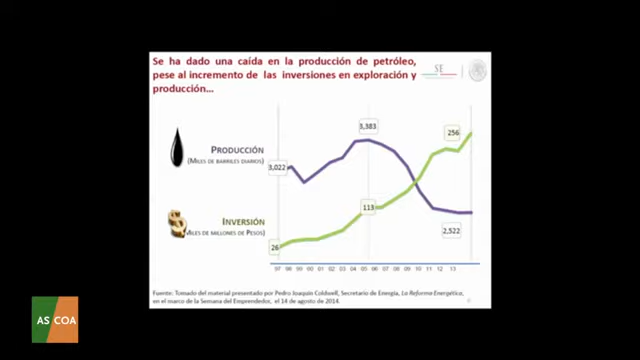 Se ha dado una caída en la producción de petróleo,
pese al incremento de las inversiones en exploración y
producción...
SE
3,383
256
PRODUCCIÓN
(MILES DE BARRILES DIARIOS)
3,022
INVERSIÓN
(MILES DE MILLONES DE PESOS)
113
26
2,522
97 98 99 00 01 02 03 04 05 06 07 08 09 10 11 12 13
Fuente: Tomado del material presentado por Pedro Joaquín Coldwell, Secretario de Energía, La Reforma Energética,
en el marco de la Semana del Emprendedor, el 14 de agosto de 2014.
AS COA